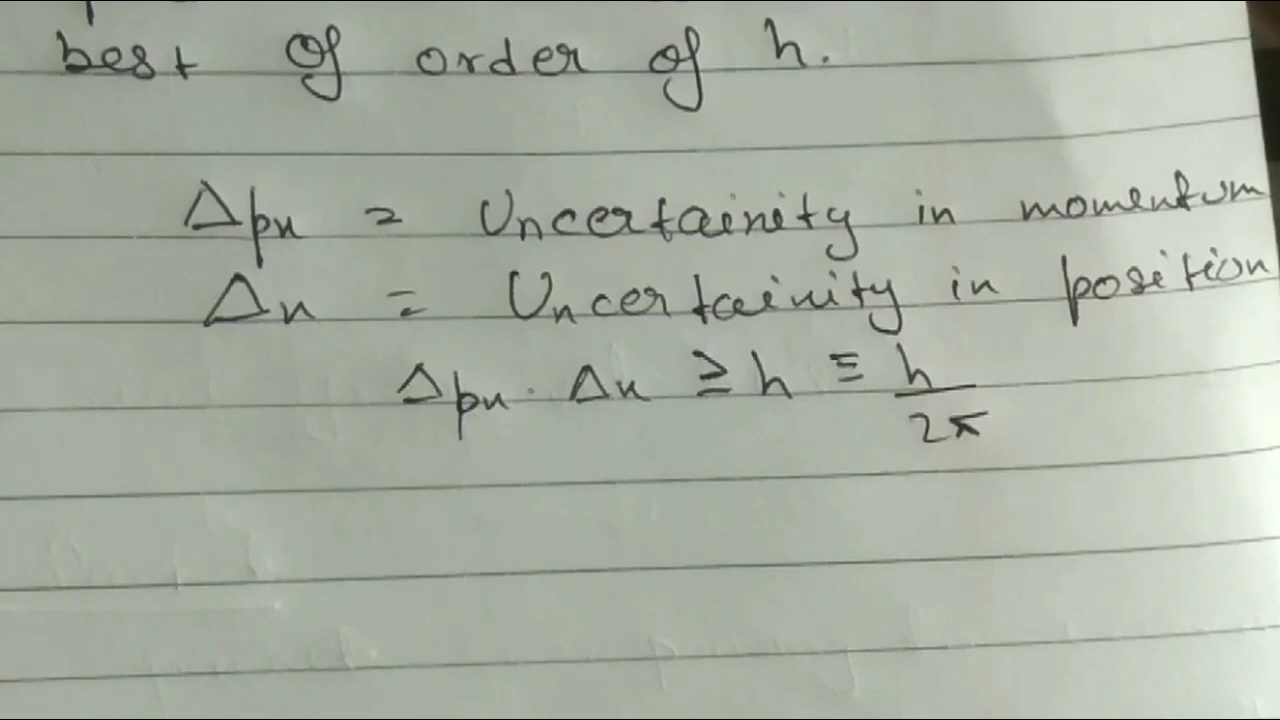 best of order of h.
Δpx = Uncertainity in momentum
Δx = Uncertainity in position
Δpx · Δx ≥ h ≡ h/2π